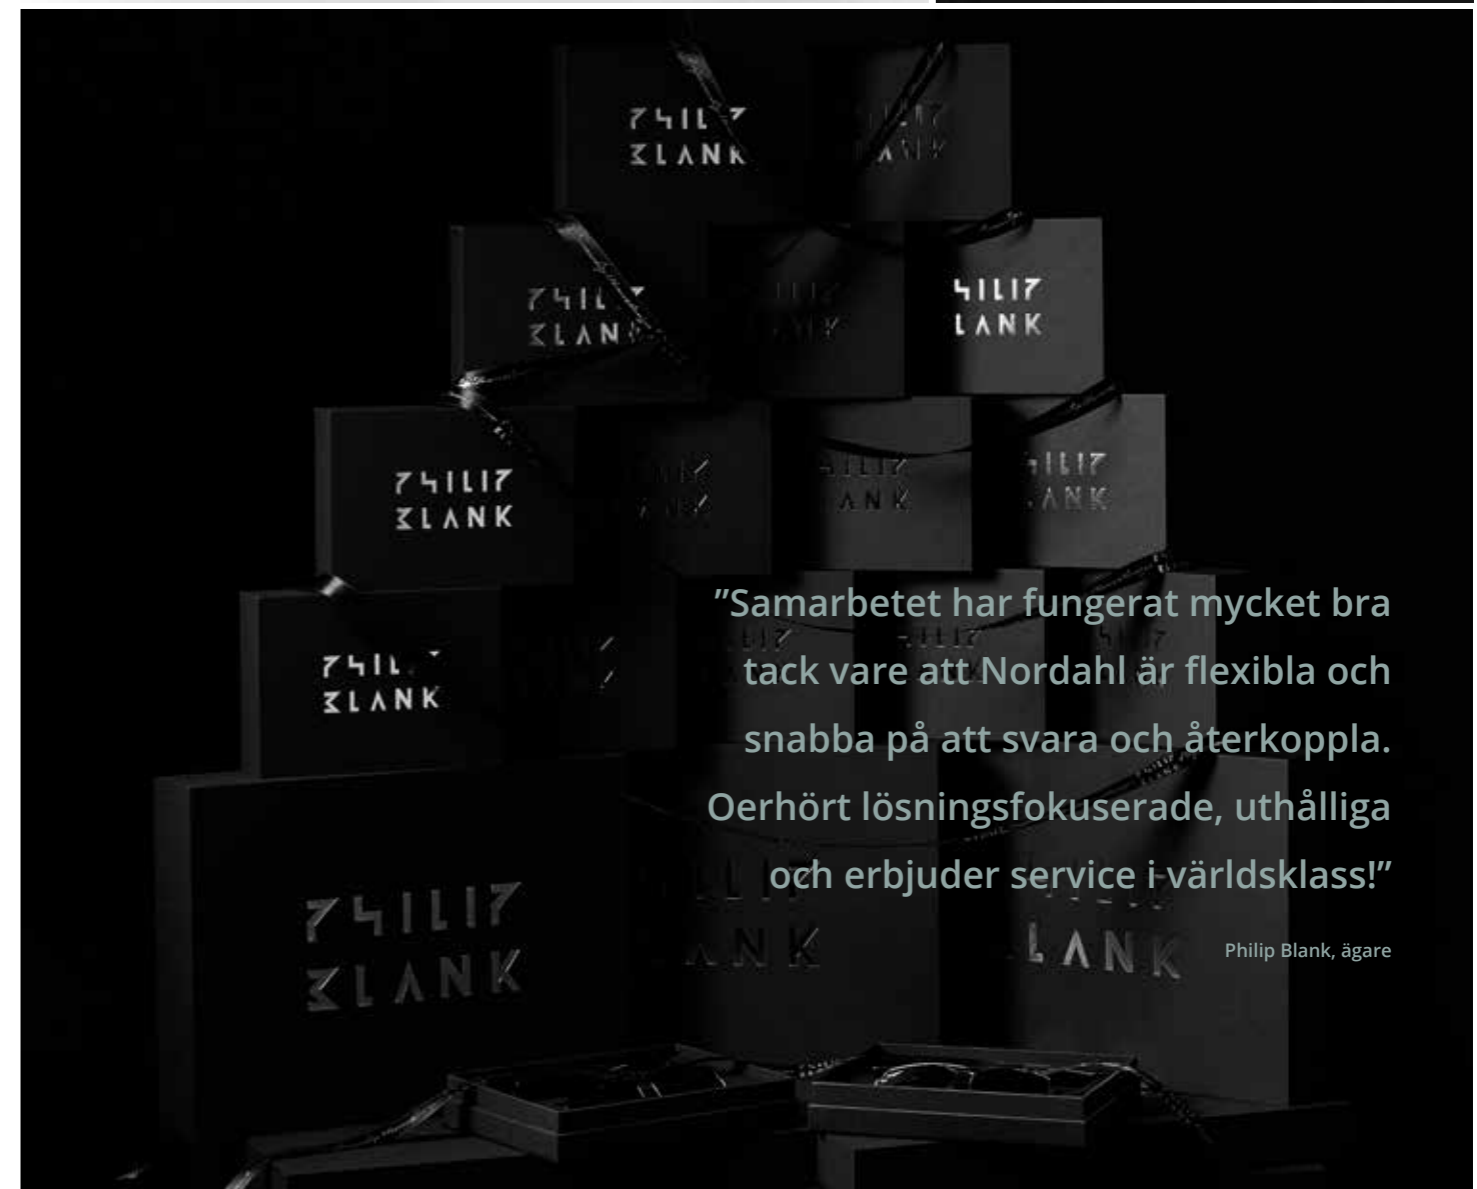 PHILIP
BLANK
PHILIP
BLANK
PHILIP
BLANK
PHILIP
BLANK
”Samarbetet har fungerat mycket bra
tack vare att Nordahl är flexibla och
snabba på att svara och återkoppla.
Oerhört lösningsfokuserade, uthålliga
och erbjuder service i världsklass!”
Philip Blank, ägare
PHILIP
BLANK